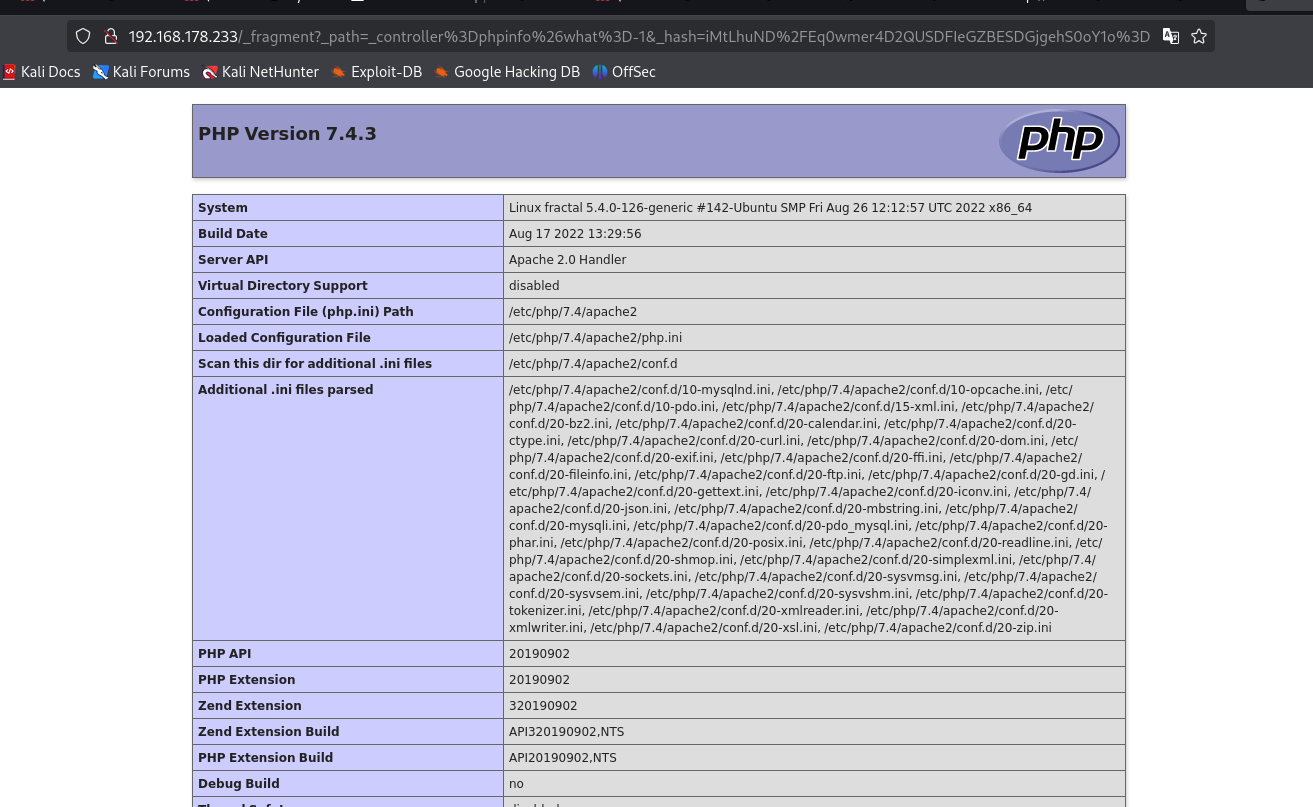 192.168.178.233/_fragment?_path=_controller%3Dphpinfo%26what%3D-1&_hash=iMtLhuND%2FEq0wmer4D2QUSDFIeGZBESDGjgehS0oY1o%3D
Kali Docs Kali Forums Kali NetHunter Exploit-DB Google Hacking DB OffSec
PHP Version 7.4.3
php
System Linux fractal 5.4.0-126-generic #142-Ubuntu SMP Fri Aug 26 12:12:57 UTC 2022 x86_64
Build Date Aug 17 2022 13:29:56
Server API Apache 2.0 Handler
Virtual Directory Support disabled
Configuration File (php.ini) Path /etc/php/7.4/apache2
Loaded Configuration File /etc/php/7.4/apache2/php.ini
Scan this dir for additional .ini files /etc/php/7.4/apache2/conf.d
Additional .ini files parsed /etc/php/7.4/apache2/conf.d/10-mysqlnd.ini, /etc/php/7.4/apache2/conf.d/10-opcache.ini, /etc/
php/7.4/apache2/conf.d/10-pdo.ini, /etc/php/7.4/apache2/conf.d/15-xml.ini, /etc/php/7.4/apache2/
conf.d/20-bz2.ini, /etc/php/7.4/apache2/conf.d/20-calendar.ini, /etc/php/7.4/apache2/conf.d/20-
ctype.ini, /etc/php/7.4/apache2/conf.d/20-curl.ini, /etc/php/7.4/apache2/conf.d/20-dom.ini, /etc/
php/7.4/apache2/conf.d/20-exif.ini, /etc/php/7.4/apache2/conf.d/20-ffi.ini, /etc/php/7.4/apache2/
conf.d/20-fileinfo.ini, /etc/php/7.4/apache2/conf.d/20-ftp.ini, /etc/php/7.4/apache2/conf.d/20-gd.ini, /
etc/php/7.4/apache2/conf.d/20-gettext.ini, /etc/php/7.4/apache2/conf.d/20-iconv.ini, /etc/php/7.4/
apache2/conf.d/20-json.ini, /etc/php/7.4/apache2/conf.d/20-mbstring.ini, /etc/php/7.4/apache2/
conf.d/20-mysqli.ini, /etc/php/7.4/apache2/conf.d/20-pdo_mysql.ini, /etc/php/7.4/apache2/conf.d/20-
phar.ini, /etc/php/7.4/apache2/conf.d/20-posix.ini, /etc/php/7.4/apache2/conf.d/20-readline.ini, /etc/
php/7.4/apache2/conf.d/20-shmop.ini, /etc/php/7.4/apache2/conf.d/20-simplexml.ini, /etc/php/7.4/
apache2/conf.d/20-sockets.ini, /etc/php/7.4/apache2/conf.d/20-sysvmsg.ini, /etc/php/7.4/apache2/
conf.d/20-sysvsem.ini, /etc/php/7.4/apache2/conf.d/20-sysvshm.ini, /etc/php/7.4/apache2/conf.d/20-
tokenizer.ini, /etc/php/7.4/apache2/conf.d/20-xmlreader.ini, /etc/php/7.4/apache2/conf.d/20-
xmlwriter.ini, /etc/php/7.4/apache2/conf.d/20-xsl.ini, /etc/php/7.4/apache2/conf.d/20-zip.ini
PHP API 20190902
PHP Extension 20190902
Zend Extension 320190902
Zend Extension Build API320190902,NTS
PHP Extension Build API20190902,NTS
Debug Build no